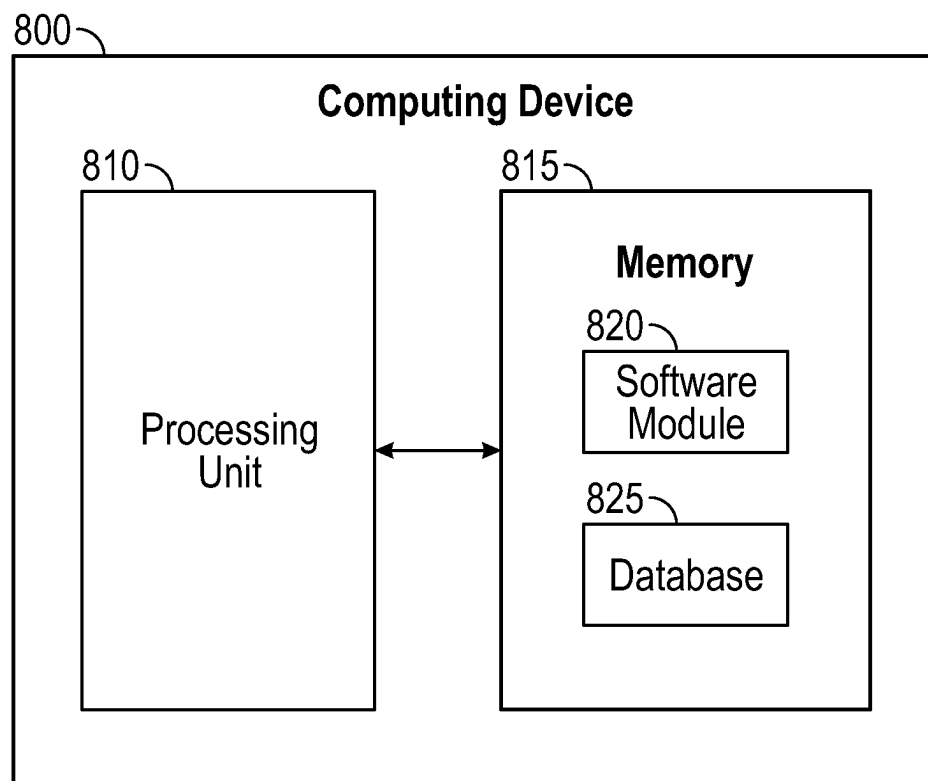 800
Computing Device
810
815
Memory
820
Software
Module
Processing
Unit
825
Database